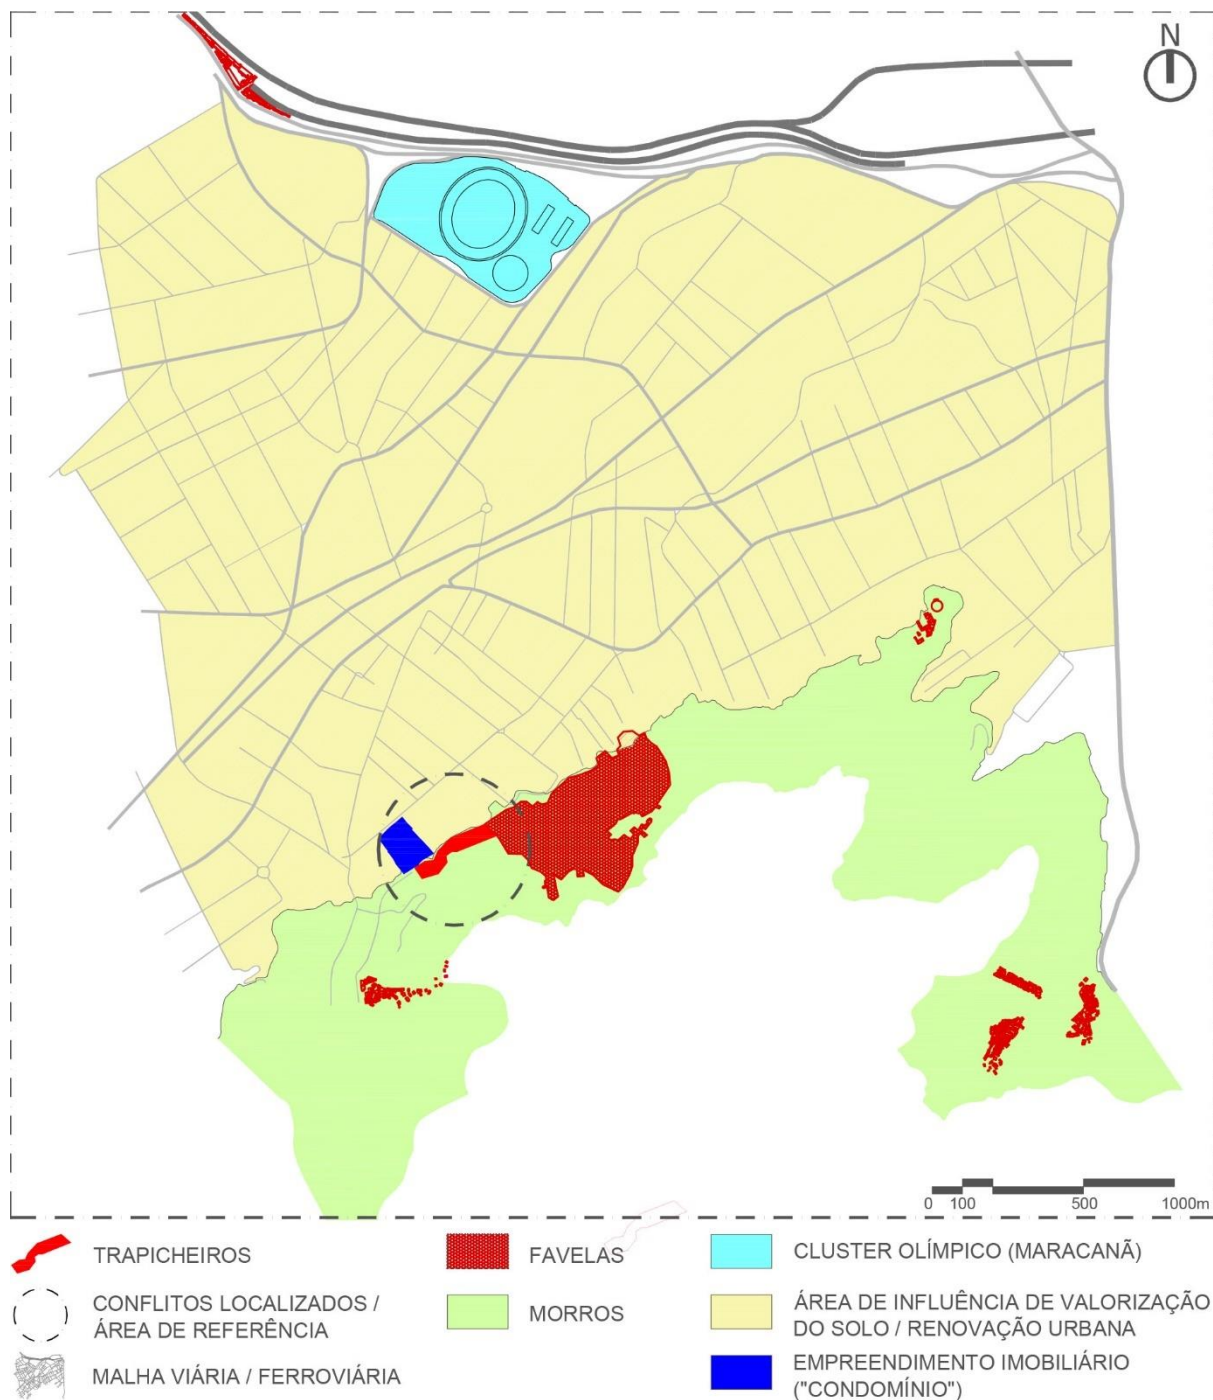 N
0 100 500 1000m
TRAPICHEIROS
FAVELAS
CLUSTER OLÍMPICO (MARACANÃ)
CONFLITOS LOCALIZADOS /
ÁREA DE REFERÊNCIA
MORROS
ÁREA DE INFLUÊNCIA DE VALORIZAÇÃO
DO SOLO / RENOVAÇÃO URBANA
MALHA VIÁRIA / FERROVIÁRIA
EMPREENDIMENTO IMOBILIÁRIO
("CONDOMÍNIO")